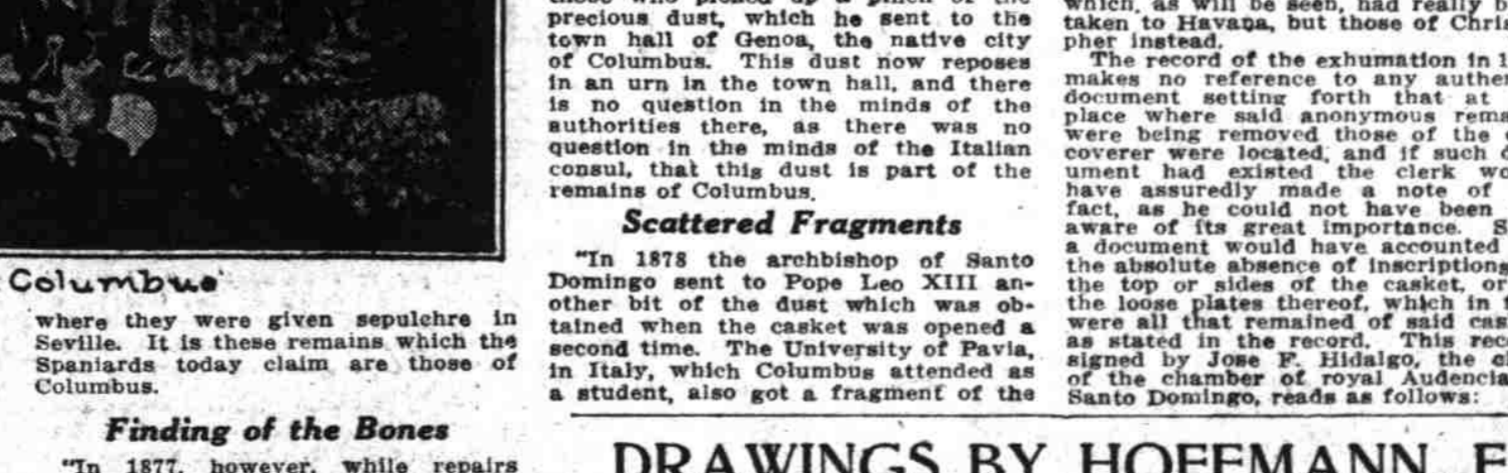 Columbus
where they were given sepulchre in
Seville. It is these remains which the
Spaniards today claim are those of
Columbus.
Finding of the Bones
"In 1877, however, while repairs
precious dust, which he sent to the
town hall of Genoa, the native city
of Columbus. This dust now reposes
in an urn in the town hall, and there
is no question in the minds of the
authorities there, as there was no
question in the minds of the Italian
consul, that this dust is part of the
remains of Columbus.
Scattered Fragments
"In 1878 the archbishop of Santo
Domingo sent to Pope Leo XIII an-
other bit of the dust which was ob-
tained when the casket was opened a
second time. The University of Pavia,
in Italy, which Columbus attended as
a student, also got a fragment of the
which, as will be seen, had really
taken to Havana, but those of Chri
pher instead.
The record of the exhumation in 1
makes no reference to any authe
document setting forth that at
place where said anonymous rema
were being removed those of the
coverer were located, and if such
ument had existed the clerk wo
have assuredly made a note of
fact, as he could not have been
aware of its great importance. S
a document would have accounted
the absolute absence of inscriptions
the top or sides of the casket, or
the loose plates thereof, which in
were all that remained of said cas
as stated in the record. This rec
signed by Jose F. Hidalgo, the
of the chamber of royal Audencia
Santo Domingo, reads as follows:
DRAWINGS BY HOFFMANN